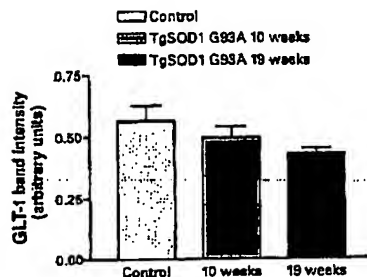 Control
TgSOD1 G93A 10 weeks
TgSOD1 G93A 19 weeks
GLT-1 band intensity
(arbitrary units)
0.75
0.50
0.25
0.00
Control
10 weeks
19 weeks